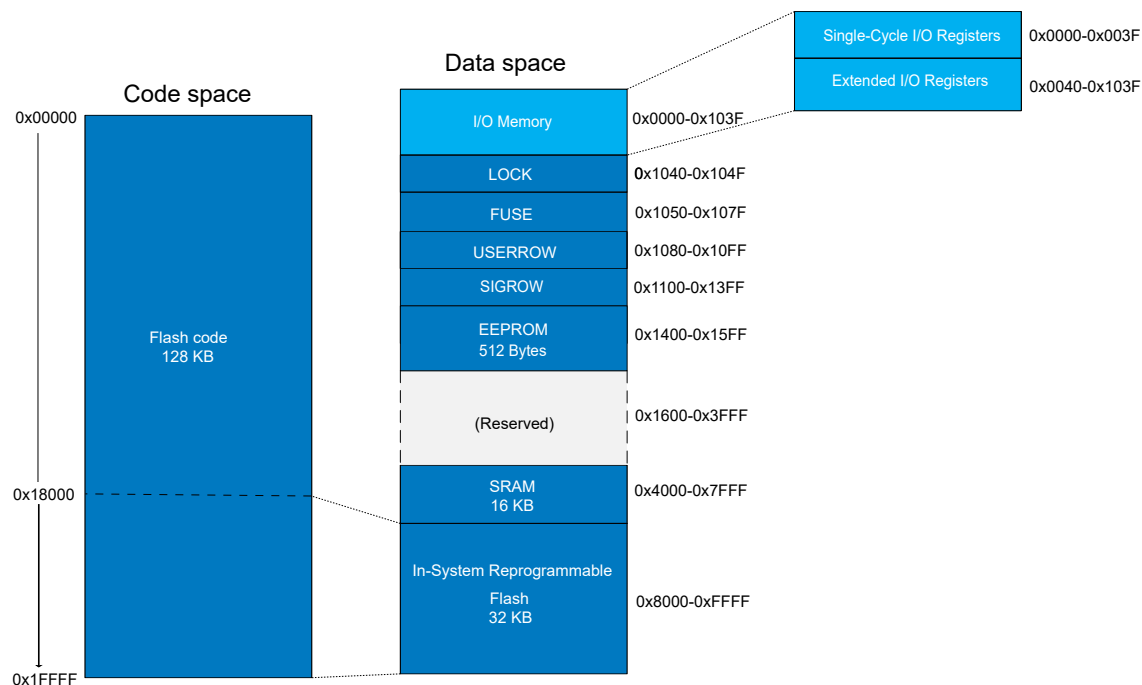 Code space
0x00000
Flash code
128 KB
0x18000
0x1FFFF
Data space
I/O Memory
0x0000-0x103F
LOCK
0x1040-0x104F
FUSE
0x1050-0x107F
USERROW
0x1080-0x10FF
SIGROW
0x1100-0x13FF
EEPROM
512 Bytes
0x1400-0x15FF
(Reserved)
0x1600-0x3FFF
SRAM
16 KB
0x4000-0x7FFF
In-System Reprogrammable
Flash
32 KB
0x8000-0xFFFF
Single-Cycle I/O Registers
0x0000-0x003F
Extended I/O Registers
0x0040-0x103F